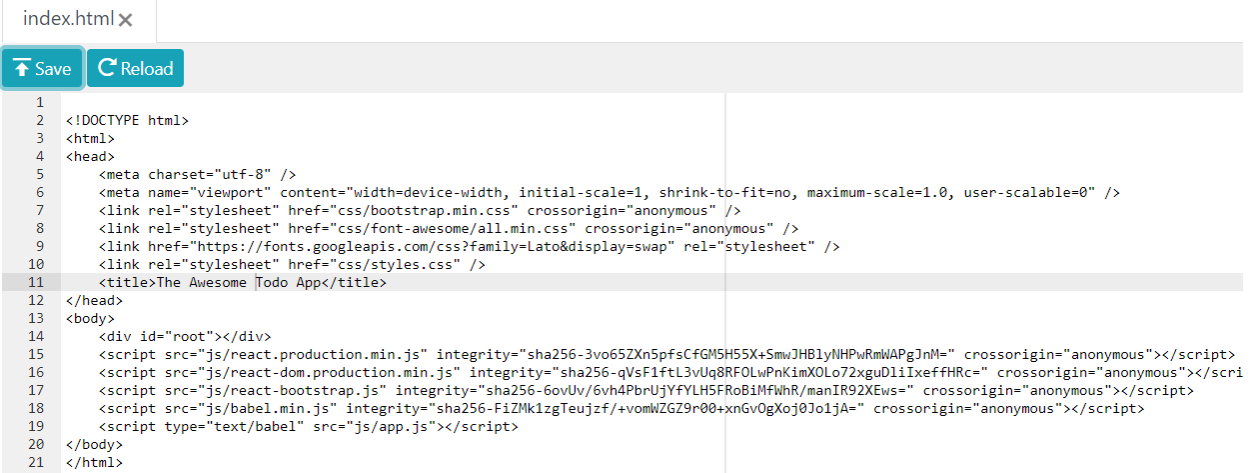 index.html
Save Reload
1
2 <!DOCTYPE html>
3 <html>
4 <head>
5     <meta charset="utf-8" />
6     <meta name="viewport" content="width=device-width, initial-scale=1, shrink-to-fit=no, maximum-scale=1.0, user-scalable=0" />
7     <link rel="stylesheet" href="css/bootstrap.min.css" crossorigin="anonymous" />
8     <link rel="stylesheet" href="css/font-awesome/all.min.css" crossorigin="anonymous" />
9     <link href="https://fonts.googleapis.com/css?family=Lato&display=swap" rel="stylesheet" />
10     <link rel="stylesheet" href="css/styles.css" />
11     <title>The Awesome Todo App</title>
12 </head>
13 <body>
14     <div id="root"></div>
15     <script src="js/react.production.min.js" integrity="sha256-3vo65ZXn5pfsCfGM5H55X+SmwJHBlyNHPwRmWAPgJnM=" crossorigin="anonymous"></script>
16     <script src="js/react-dom.production.min.js" integrity="sha256-qVsF1ftL3vUq8RFOLwPnKimXOLo72xguDliIxeffHRc=" crossorigin="anonymous"></scri
17     <script src="js/react-bootstrap.js" integrity="sha256-6ovUv/6vh4PbrUjYfYLH5FRoBiMfWhR/manIR92XEws=" crossorigin="anonymous"></script>
18     <script src="js/babel.min.js" integrity="sha256-FiZMk1zgTeujzf/+vomWZGZ9r00+xnGvOgXoj0Jo1jA=" crossorigin="anonymous"></script>
19     <script type="text/babel" src="js/app.js"></script>
20 </body>
21 </html>